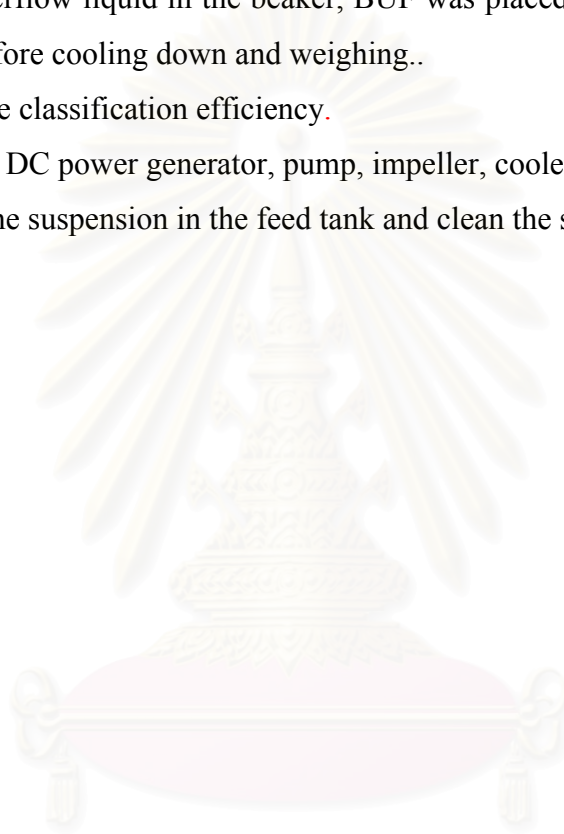 erflow liquid in the beaker, BUF was placed
fore cooling down and weighing..
e classification efficiency.
DC power generator, pump, impeller, coole
ne suspension in the feed tank and clean the s